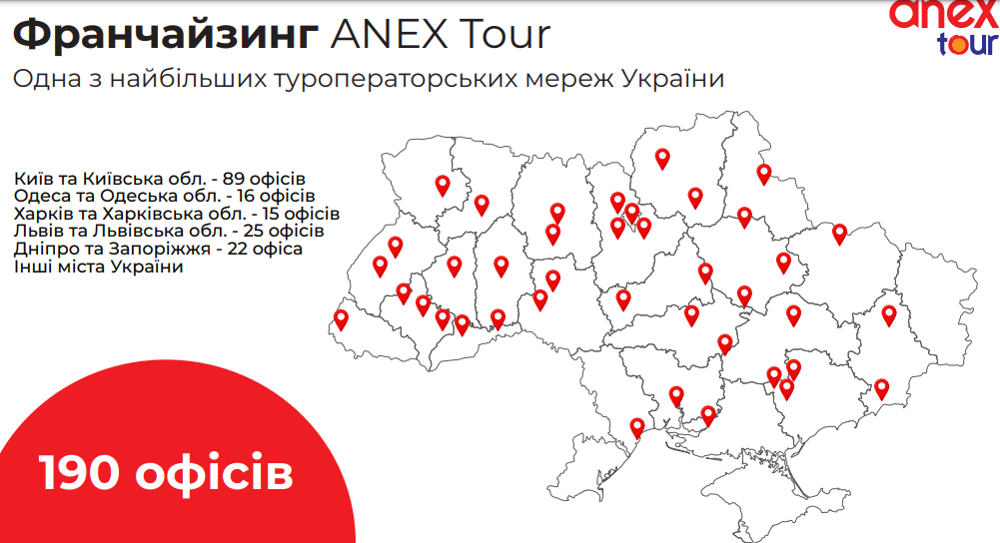 Франчайзинг ANEX Tour
anex
tour
Одна з найбільших туроператорських мереж України
Київ та Київська обл. - 89 офісів
Одеса та Одеська обл. - 16 офісів
Харків та Харківська обл. - 15 офісів
Львів та Львівська обл. - 25 офісів
Дніпро та Запоріжжя - 22 офіса
Інші міста України
190 офісів